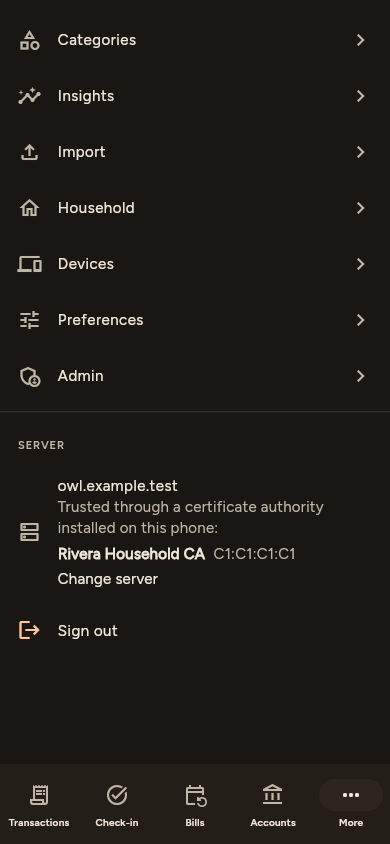 Categories
Insights
Import
Household
Devices
Preferences
Admin
SERVER
owl.example.test
Trusted through a certificate authority
installed on this phone:
Rivera Household CA C1:C1:C1:C1
Change server
Sign out
Transactions
Check-in
Bills
Accounts
More